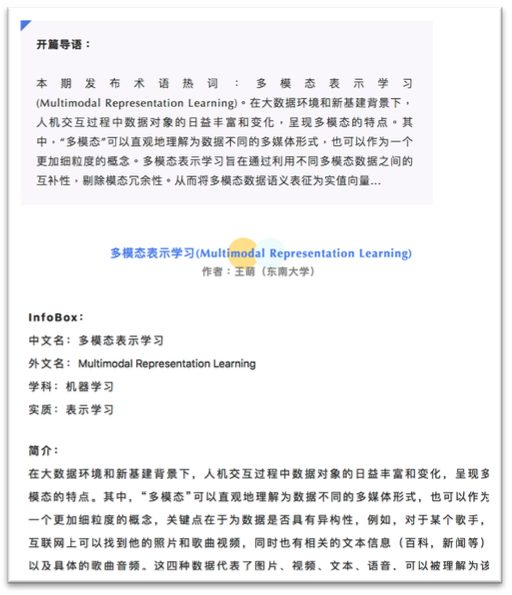 开篇导语：
本期发布术语热词：多模态表示学习
(Multimodal Representation Learning)。在大数据环境和新基建背景下，
人机交互过程中数据对象的日益丰富和变化，呈现多模态的特点。其
中，“多模态”可以直观地理解为数据不同的多媒体形式，也可以作为一个
更加细粒度的概念。多模态表示学习旨在通过利用不同多模态数据之间的
互补性，剔除模态冗余性。从而将多模态数据语义表征为实值向量...
多模态表示学习(Multimodal Representation Learning)
作者：王萌（东南大学）
InfoBox：
中文名：多模态表示学习
外文名：Multimodal Representation Learning
学科：机器学习
实质：表示学习
简介：
在大数据环境和新基建背景下，人机交互过程中数据对象的日益丰富和变化，呈现多
模态的特点。其中，“多模态”可以直观地理解为数据不同的多媒体形式，也可以作为
一个更加细粒度的概念，关键点在于为数据是否具有异构性，例如，对于某个歌手，
互联网上可以找到他的照片和歌曲视频，同时也有相关的文本信息（百科，新闻等）
以及具体的歌曲音频。这四种数据代表了图片、视频、文本、语音，可以被理解为该